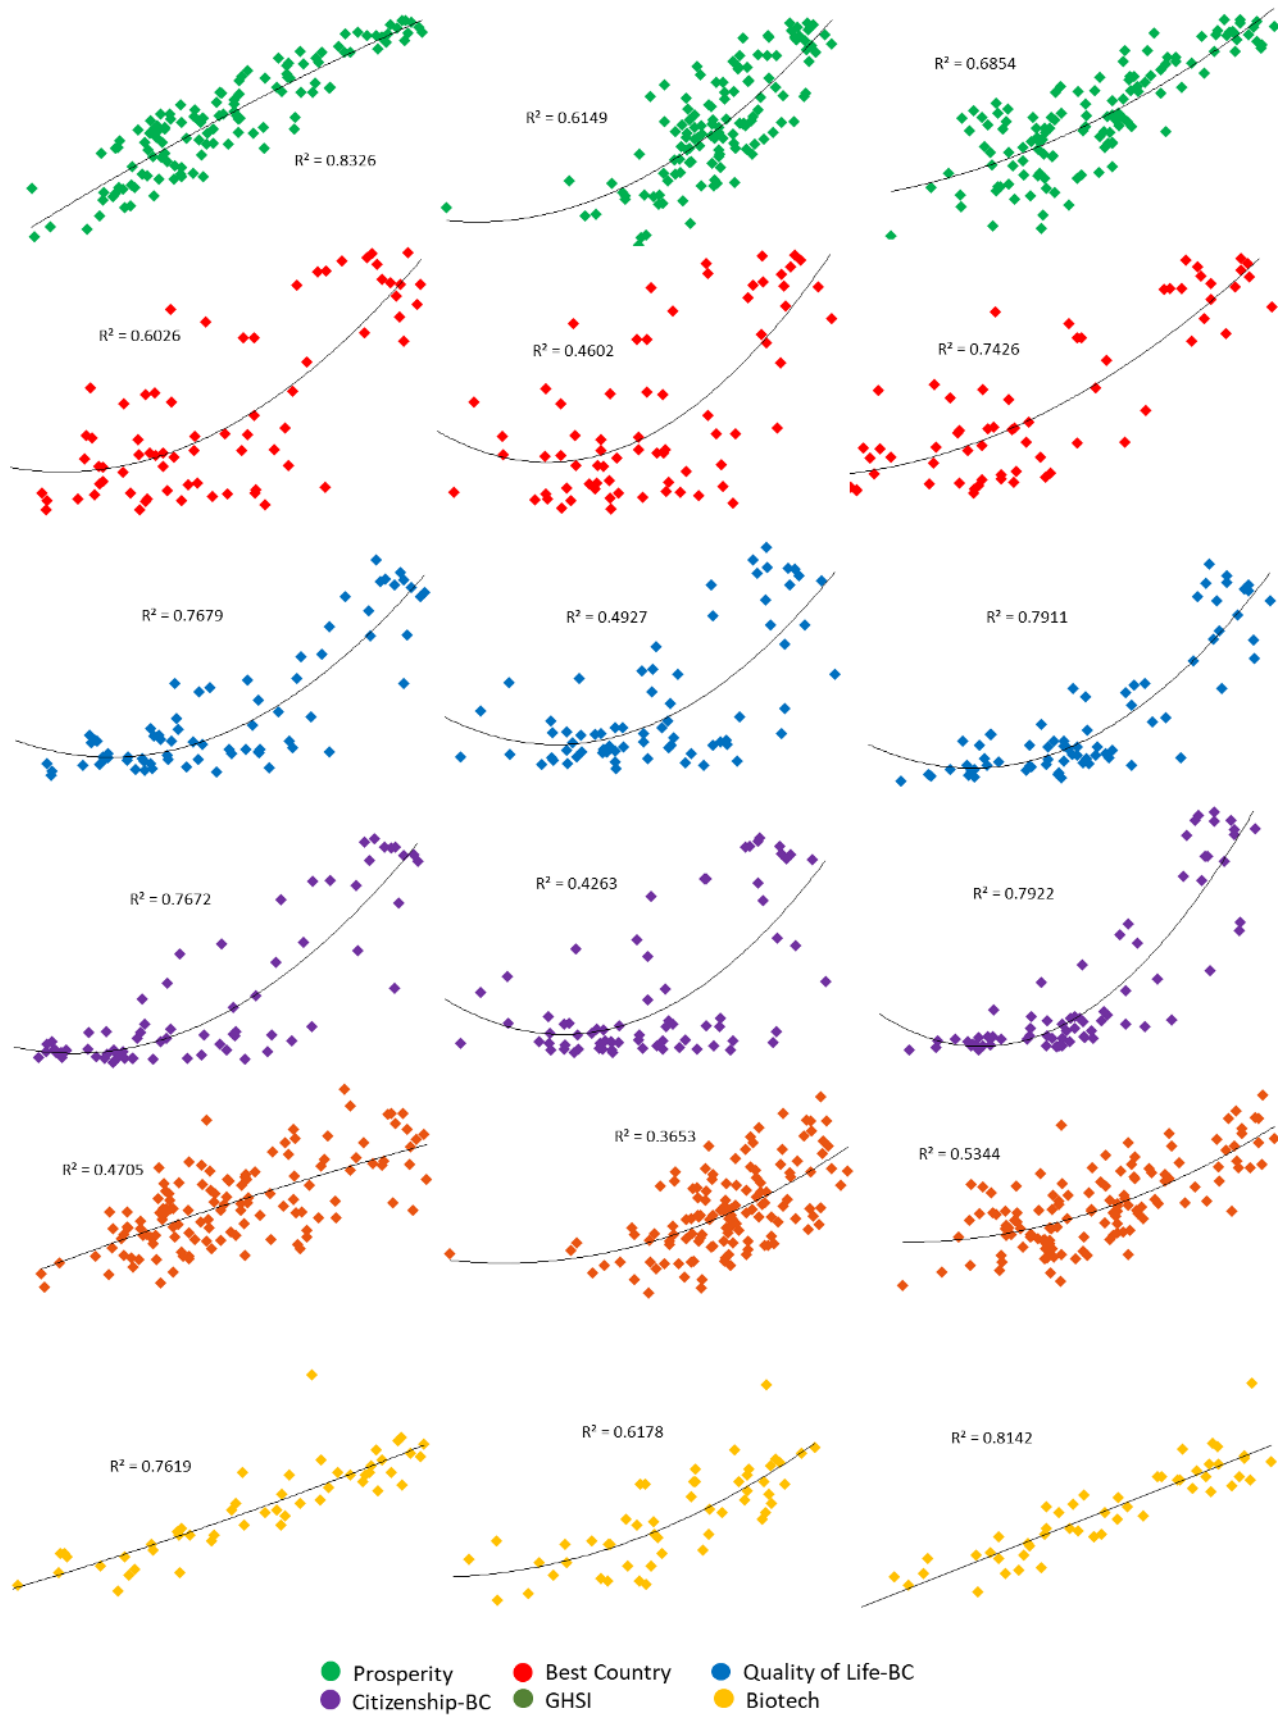 R² = 0.8326
R² = 0.6149
R² = 0.6854
R² = 0.6026
R² = 0.4602
R² = 0.7426
R² = 0.7679
R² = 0.4927
R² = 0.7911
R² = 0.7672
R² = 0.4263
R² = 0.7922
R² = 0.4705
R² = 0.3653
R² = 0.5344
R² = 0.7619
R² = 0.6178
R² = 0.8142
Prosperity Best Country Quality of Life-BC
Citizenship-BC GHSI Biotech